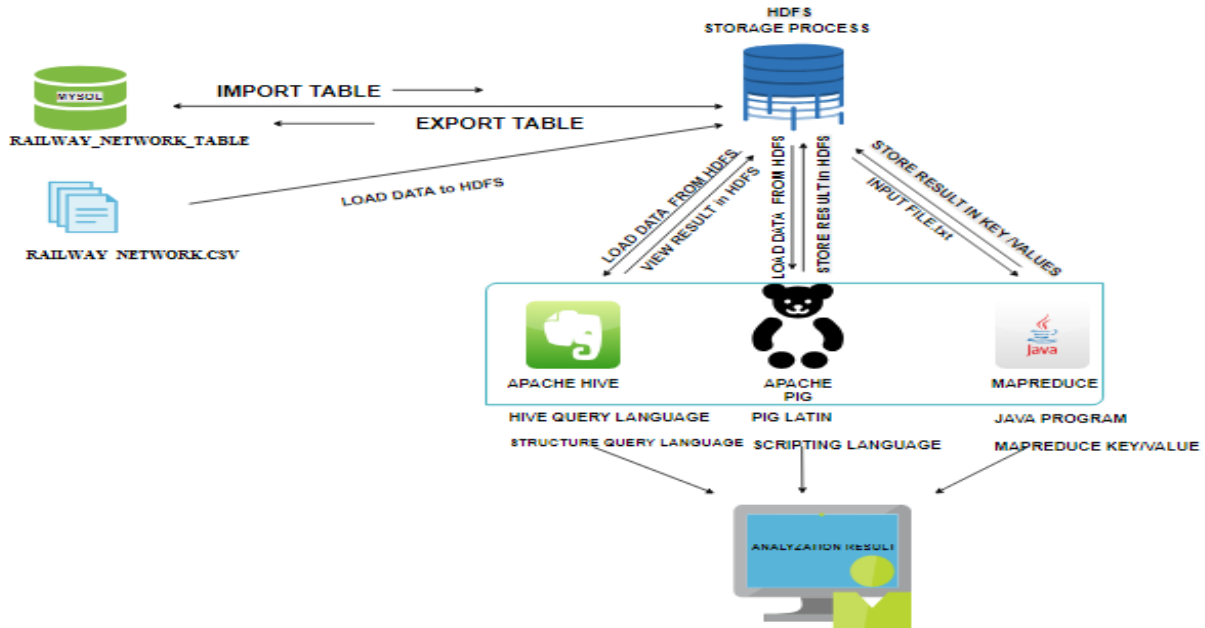 HDFS
STORAGE PROCESS
MYSQL
IMPORT TABLE
EXPORT TABLE
RAILWAY_NETWORK_TABLE
LOAD DATA to HDFS
RAILWAY_NETWORK.CSV
LOAD DATA FROM HDFS
VIEW RESULT in HDFS
LOAD DATA FROM HDFS
STORE RESULT in HDFS
STORE RESULT IN KEY /VALUES
INPUT FILE.txt
Java
APACHE HIVE
APACHE
PIG
MAPREDUCE
HIVE QUERY LANGUAGE
PIG LATIN
JAVA PROGRAM
STRUCTURE QUERY LANGUAGE
SCRIPTING LANGUAGE
MAPREDUCE KEY/VALUE
ANALYZATION RESULT